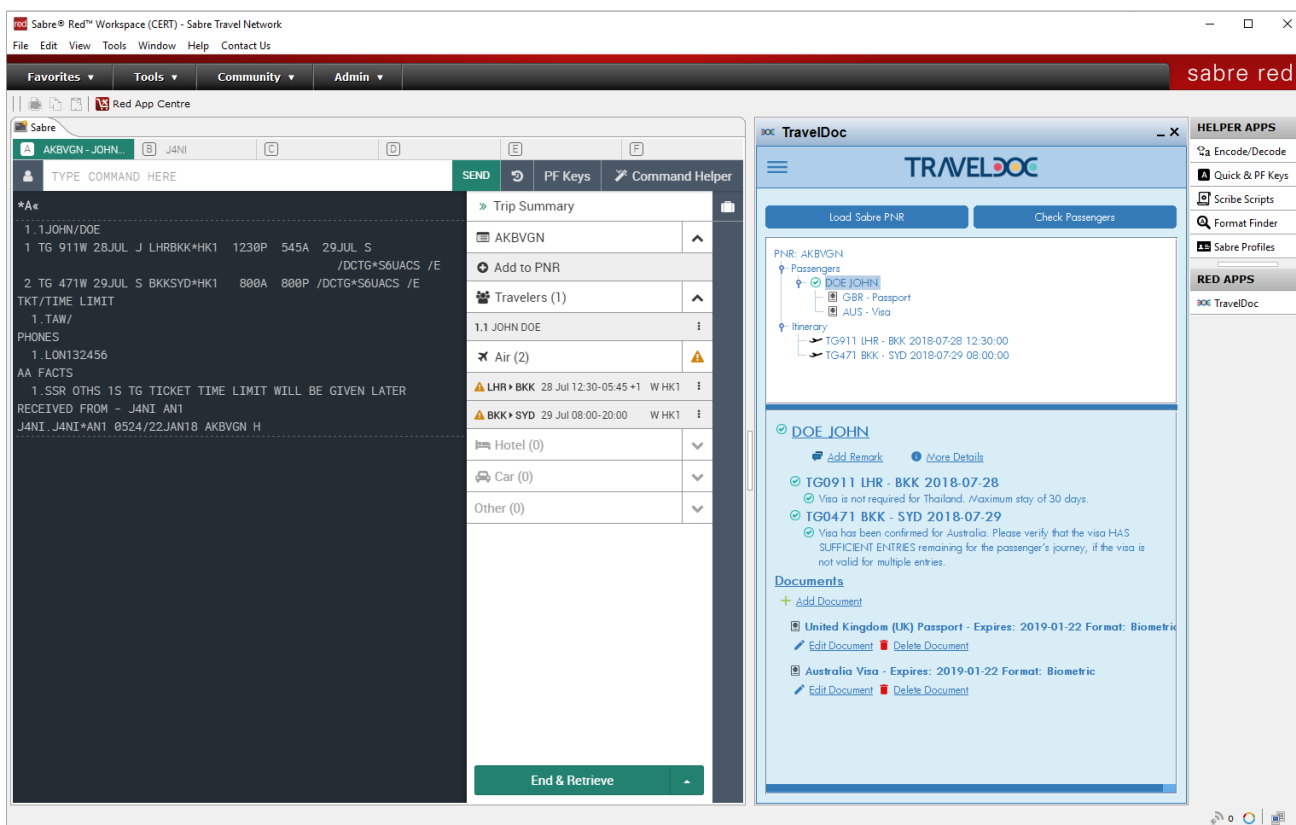 red Sabre® Red™ Workspace (CERT) - Sabre Travel Network
File Edit View Tools Window Help Contact Us
Favorites ▾ Tools ▾ Community ▾ Admin ▾
sabre red
Red App Centre
Sabre
A AKBVGN - JOHN... B J4NI C D E F
TYPE COMMAND HERE
SEND PF Keys Command Helper
*A«
1.1JOHN/DOE
1 TG 911W 28JUL J LHRBKK*HK1 1230P 545A 29JUL S
/DCTG*S6UACS /E
2 TG 471W 29JUL S BKKSYD*HK1 800A 800P /DCTG*S6UACS /E
TKT/TIME LIMIT
1.TAW/
PHONES
1.LON132456
AA FACTS
1.SSR OTHS 1S TG TICKET TIME LIMIT WILL BE GIVEN LATER
RECEIVED FROM - J4NI AN1
J4NI.J4NI*AN1 0524/22JAN18 AKBVGN H
» Trip Summary
AKBVGN
Add to PNR
Travelers (1)
1.1 JOHN DOE
Air (2)
LHR ▸ BKK 28 Jul 12:30-05:45 +1 W HK1
BKK ▸ SYD 29 Jul 08:00-20:00 W HK1
Hotel (0)
Car (0)
Other (0)
End & Retrieve
TravelDoc
TRAVELDOC
Load Sabre PNR
Check Passengers
PNR: AKBVGN
Passengers
DOE JOHN
GBR - Passport
AUS - Visa
Itinerary
TG911 LHR - BKK 2018-07-28 12:30:00
TG471 BKK - SYD 2018-07-29 08:00:00
DOE JOHN
Add Remark More Details
TG0911 LHR - BKK 2018-07-28
Visa is not required for Thailand. Maximum stay of 30 days.
TG0471 BKK - SYD 2018-07-29
Visa has been confirmed for Australia. Please verify that the visa HAS
SUFFICIENT ENTRIES remaining for the passenger's journey, if the visa is
not valid for multiple entries.
Documents
Add Document
United Kingdom (UK) Passport - Expires: 2019-01-22 Format: Biometric
Edit Document Delete Document
Australia Visa - Expires: 2019-01-22 Format: Biometric
Edit Document Delete Document
HELPER APPS
Encode/Decode
Quick & PF Keys
Scribe Scripts
Format Finder
Sabre Profiles
RED APPS
TravelDoc
0